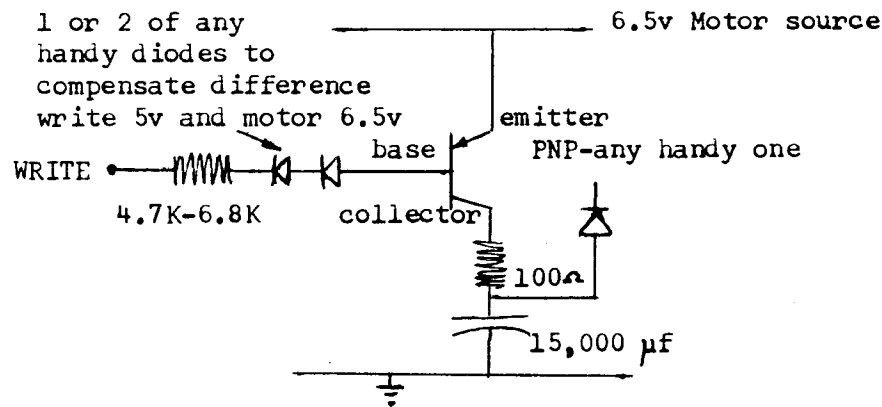 1 or 2 of any
handy diodes to
compensate difference
write 5v and motor 6.5v
6.5v Motor source
emitter
base
PNP-any handy one
WRITE
4.7K-6.8K
collector
100Ω
15,000 µf